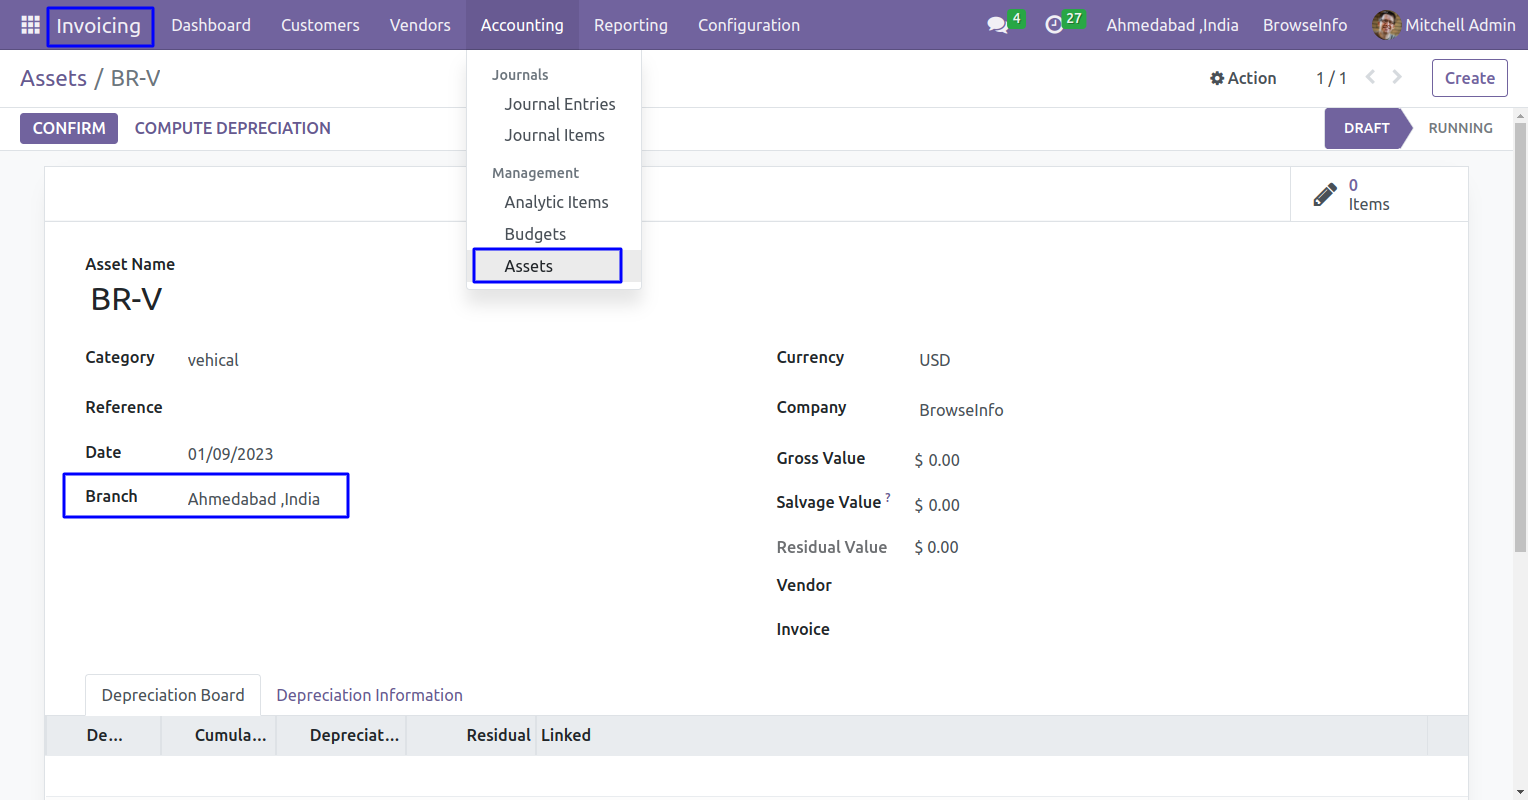 Invoicing Dashboard Customers Vendors Accounting Reporting Configuration 4 27 Ahmedabad ,India BrowseInfo Mitchell Admin
Assets / BR-V
Action 1 / 1 Create
CONFIRM COMPUTE DEPRECIATION
DRAFT RUNNING
Journals
Journal Entries
Journal Items
Management
Analytic Items
Budgets
Assets
0
Items
Asset Name
BR-V
Category vehical
Reference
Date 01/09/2023
Branch Ahmedabad ,India
Currency USD
Company BrowseInfo
Gross Value $ 0.00
Salvage Value ? $ 0.00
Residual Value $ 0.00
Vendor
Invoice
Depreciation Board Depreciation Information
De... Cumula... Depreciat... Residual Linked